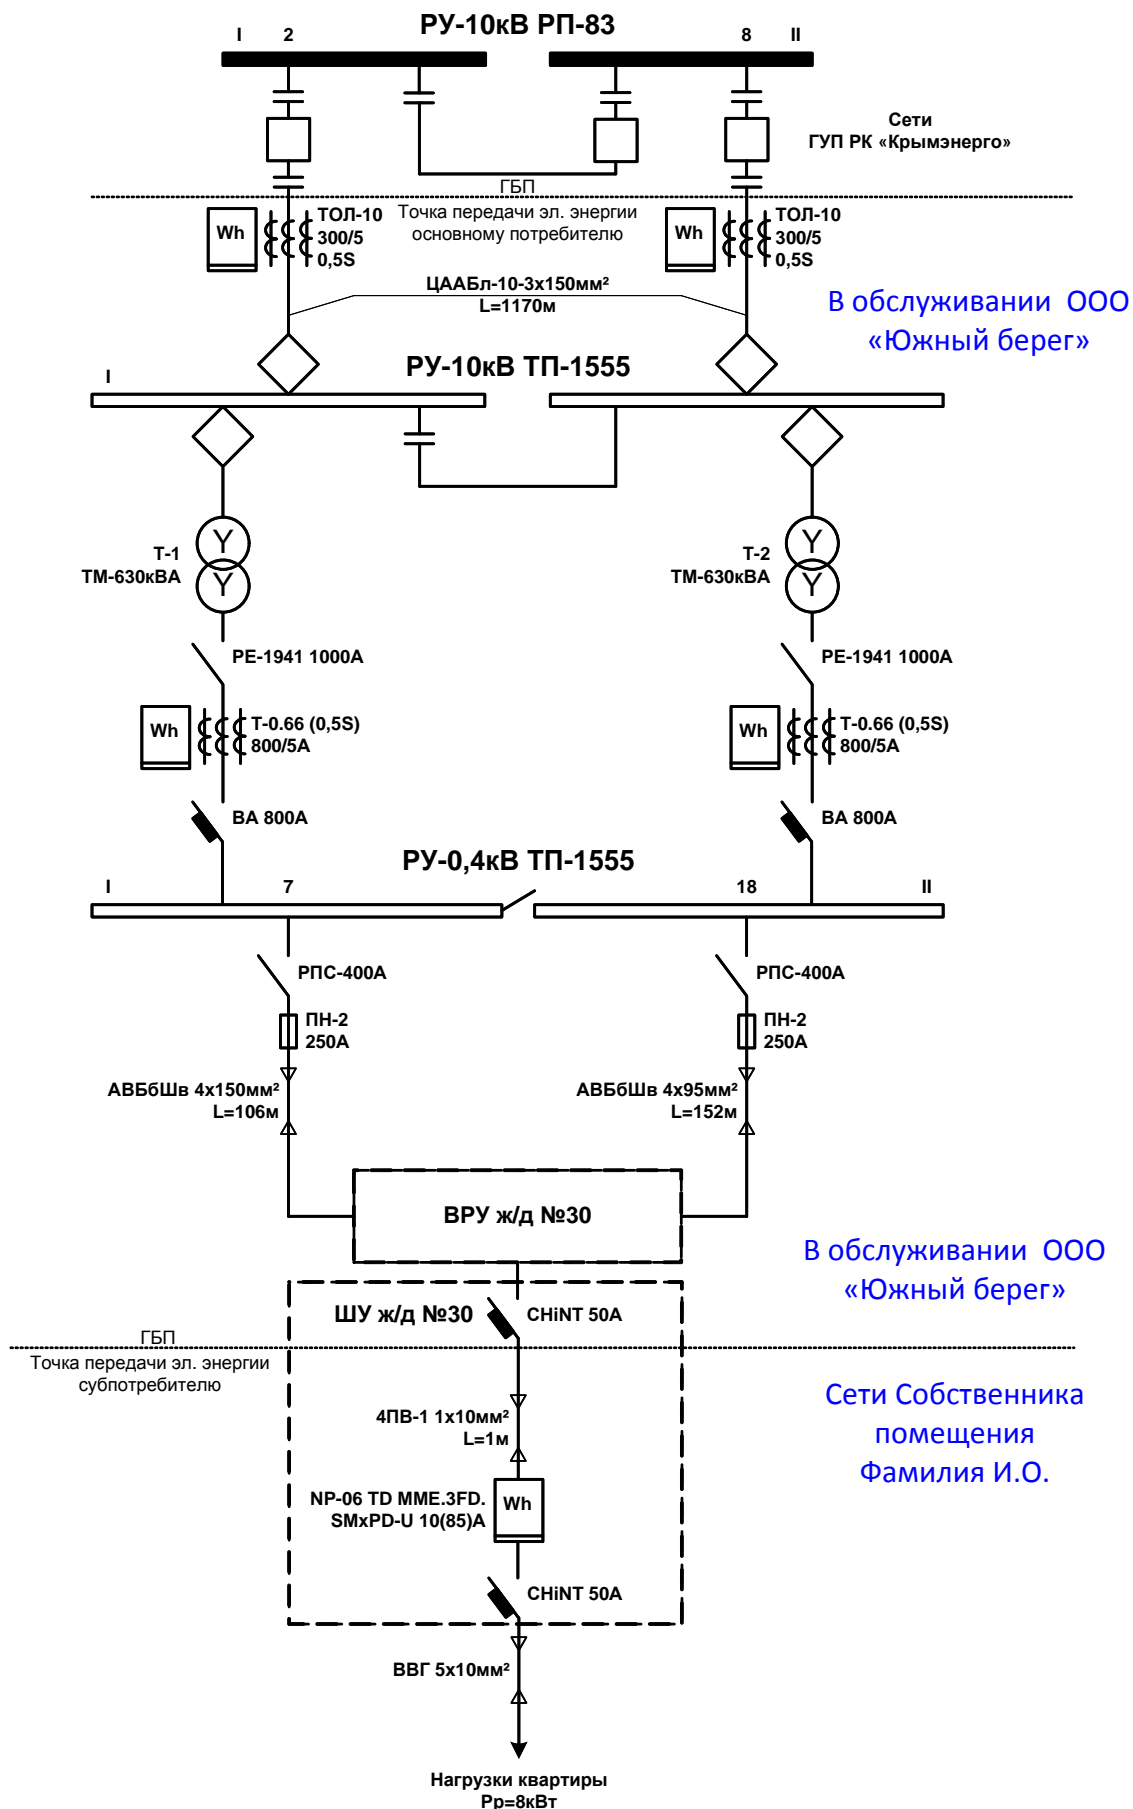 РУ-10кВ РП-83
I 2
8 II
Сети
ГУП РК «Крымэнерго»
ГБП
Точка передачи эл. энергии
основному потребителю
Wh
ТОЛ-10
300/5
0,5S
Wh
ТОЛ-10
300/5
0,5S
ЦААБл-10-3х150мм²
L=1170м
В обслуживании ООО
«Южный берег»
I
РУ-10кВ ТП-1555
Т-1
ТМ-630кВА
Y
Y
Т-2
ТМ-630кВА
Y
Y
РЕ-1941 1000А
РЕ-1941 1000А
Wh
Т-0.66 (0,5S)
800/5А
Wh
Т-0.66 (0,5S)
800/5А
ВА 800А
ВА 800А
РУ-0,4кВ ТП-1555
I 7
18 II
РПС-400А
РПС-400А
ПН-2
250А
ПН-2
250А
АВБбШв 4х150мм²
L=106м
АВБбШв 4х95мм²
L=152м
ВРУ ж/д №30
В обслуживании ООО
«Южный берег»
ШУ ж/д №30
CHiNT 50А
ГБП
Точка передачи эл. энергии
субпотребителю
Сети Собственника
помещения
Фамилия И.О.
4ПВ-1 1х10мм²
L=1м
NP-06 TD MME.3FD.
SMxPD-U 10(85)A
Wh
CHiNT 50А
ВВГ 5х10мм²
Нагрузки квартиры
Рр=8кВт